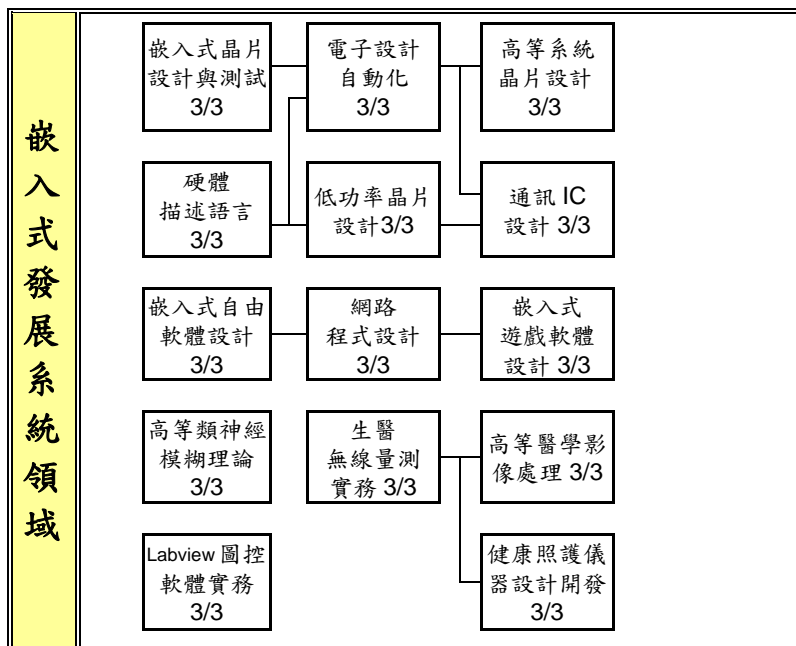 嵌入式發展系統領域
嵌入式晶片
設計與測試
3/3
電子設計
自動化
3/3
高等系統
晶片設計
3/3
硬體
描述語言
3/3
低功率晶片
設計3/3
通訊 IC
設計 3/3
嵌入式自由
軟體設計
3/3
網路
程式設計
3/3
嵌入式
遊戲軟體
設計 3/3
高等類神經
模糊理論
3/3
生醫
無線量測
實務 3/3
高等醫學影
像處理 3/3
Labview 圖控
軟體實務
3/3
健康照護儀
器設計開發
3/3